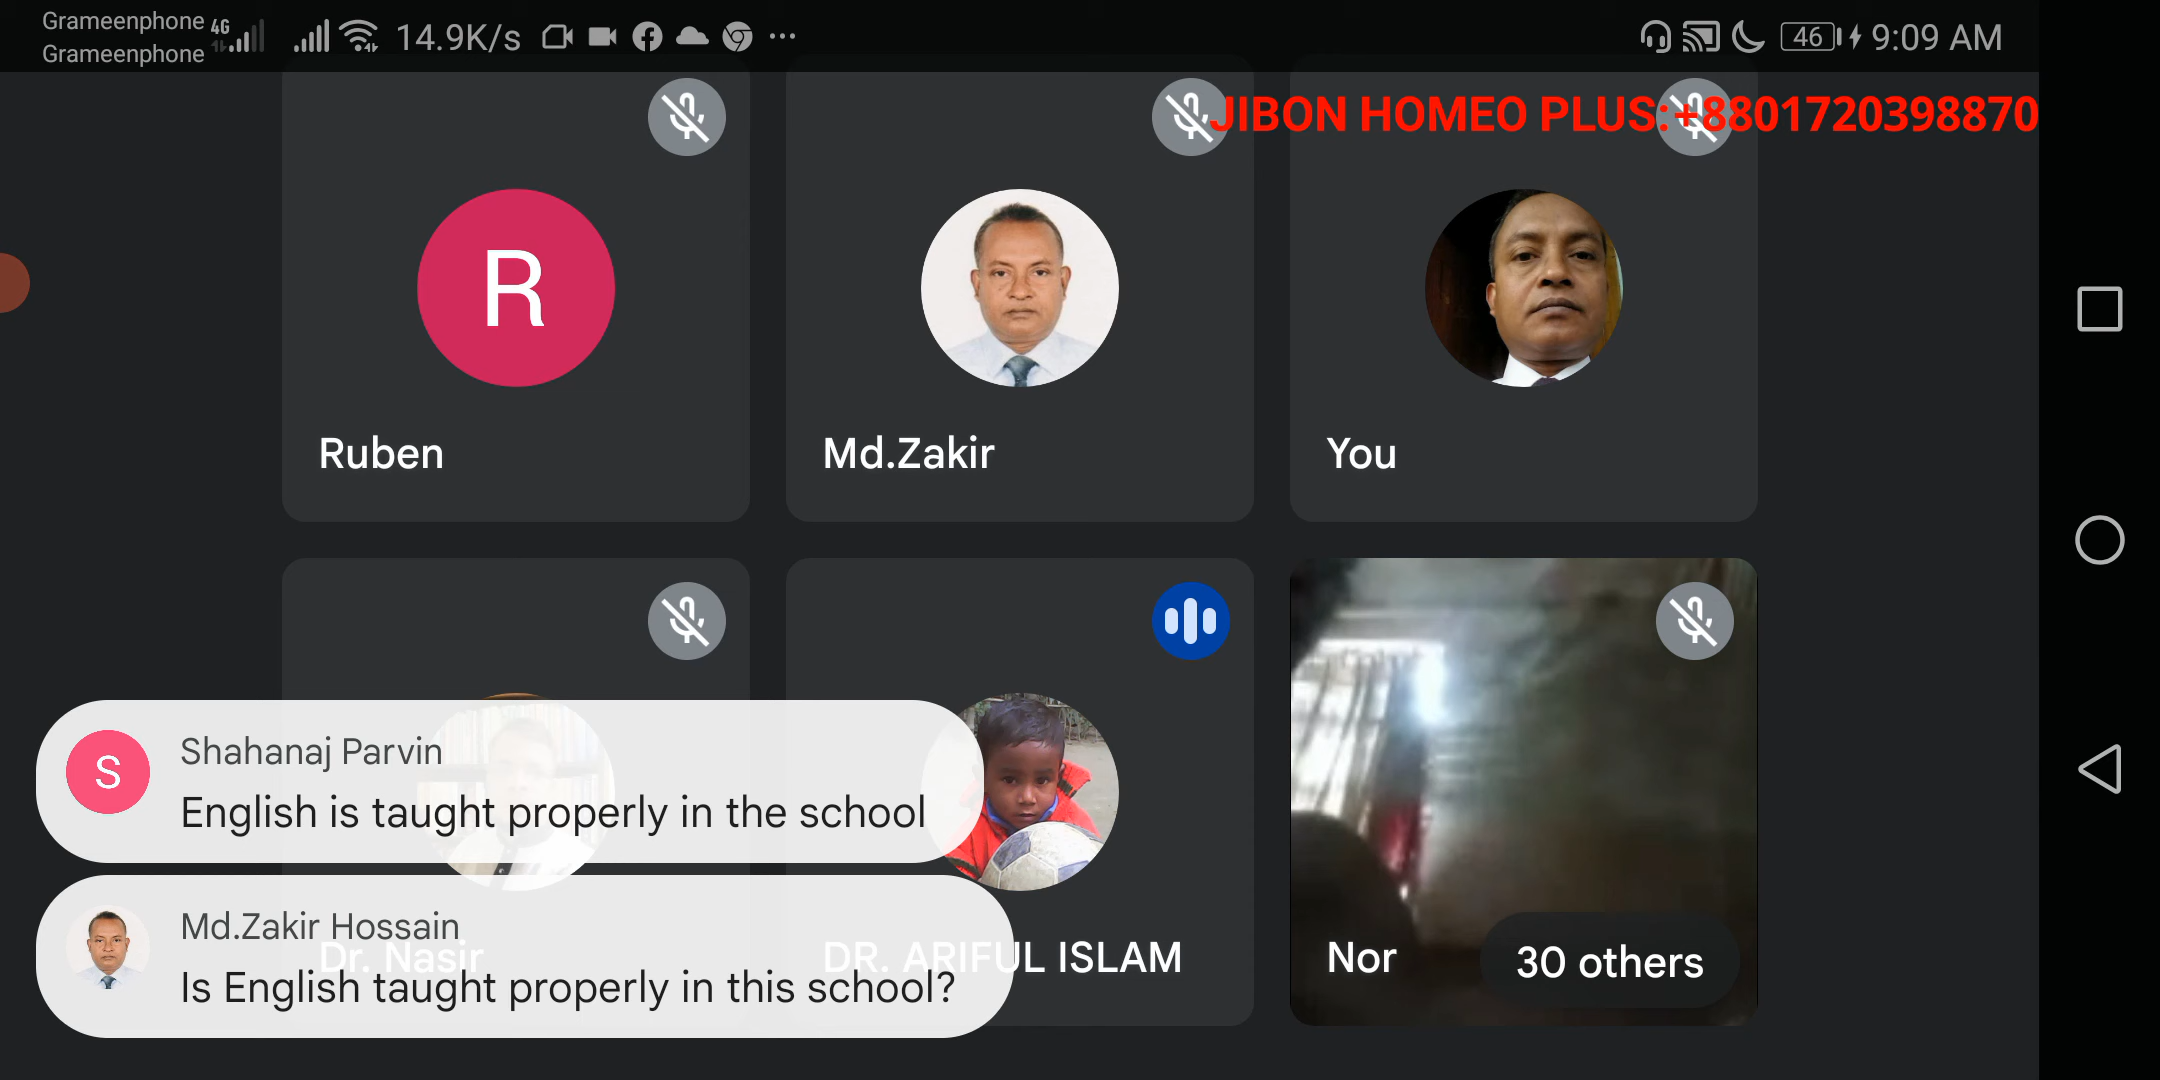 Grameenphone 4G
Grameenphone
14.9K/s
46
9:09 AM
JIBON HOMEO PLUS:+8801720398870
R
Ruben
Md.Zakir
You
S
Shahanaj Parvin
English is taught properly in the school
Md.Zakir Hossain
Is English taught properly in this school?
Dr. Nasir
DR. ARIFUL ISLAM
Nor
30 others